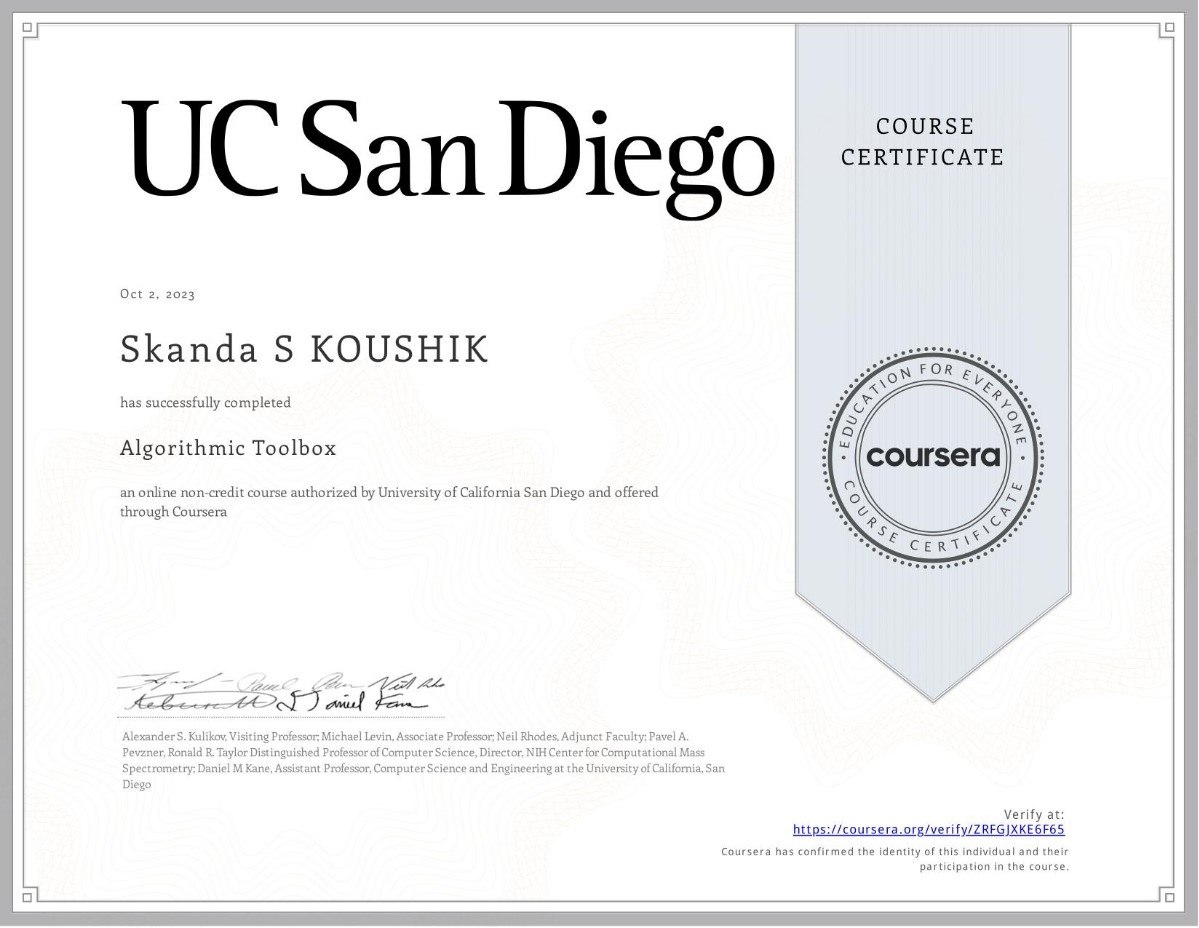 UC San Diego
COURSE
CERTIFICATE
Oct 2, 2023
Skanda S KOUSHIK
has successfully completed
Algorithmic Toolbox
an online non-credit course authorized by University of California San Diego and offered
through Coursera
EDUCATION FOR EVERYONE
coursera
COURSE CERTIFICATE
Alexander S. Kulikov, Visiting Professor; Michael Levin, Associate Professor; Neil Rhodes, Adjunct Faculty; Pavel A.
Pevzner, Ronald R. Taylor Distinguished Professor of Computer Science, Director, NIH Center for Computational Mass
Spectrometry; Daniel M Kane, Assistant Professor, Computer Science and Engineering at the University of California, San
Diego
Verify at:
https://coursera.org/verify/ZRFGJXKE6F65
Coursera has confirmed the identity of this individual and their
participation in the course.